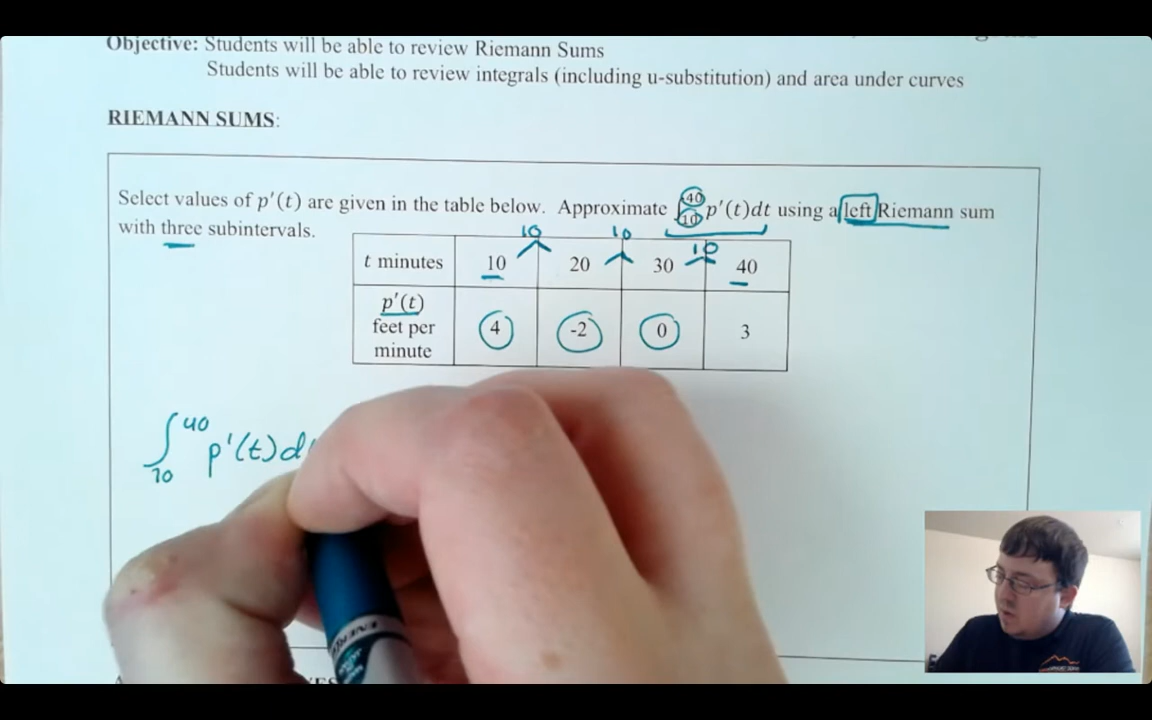 Objective: Students will be able to review Riemann Sums
Students will be able to review integrals (including u-substitution) and area under curves
RIEMANN SUMS:
Select values of p'(t) are given in the table below. Approximate ∫₁₀⁴⁰ p'(t)dt using a left Riemann sum
with three subintervals.
10 10 10
t minutes 10 20 30 40
p'(t) feet per minute 4 -2 0 3
∫₁₀⁴⁰ p'(t)d